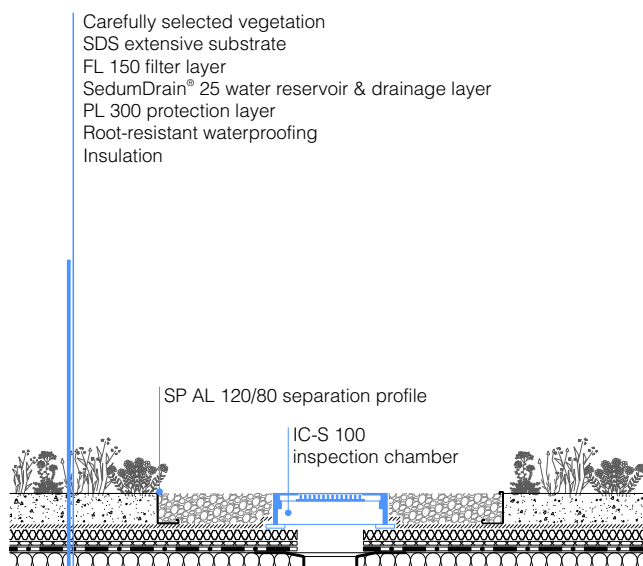 Carefully selected vegetation
SDS extensive substrate
FL 150 filter layer
SedumDrain® 25 water reservoir & drainage layer
PL 300 protection layer
Root-resistant waterproofing
Insulation
SP AL 120/80 separation profile
IC-S 100
inspection chamber